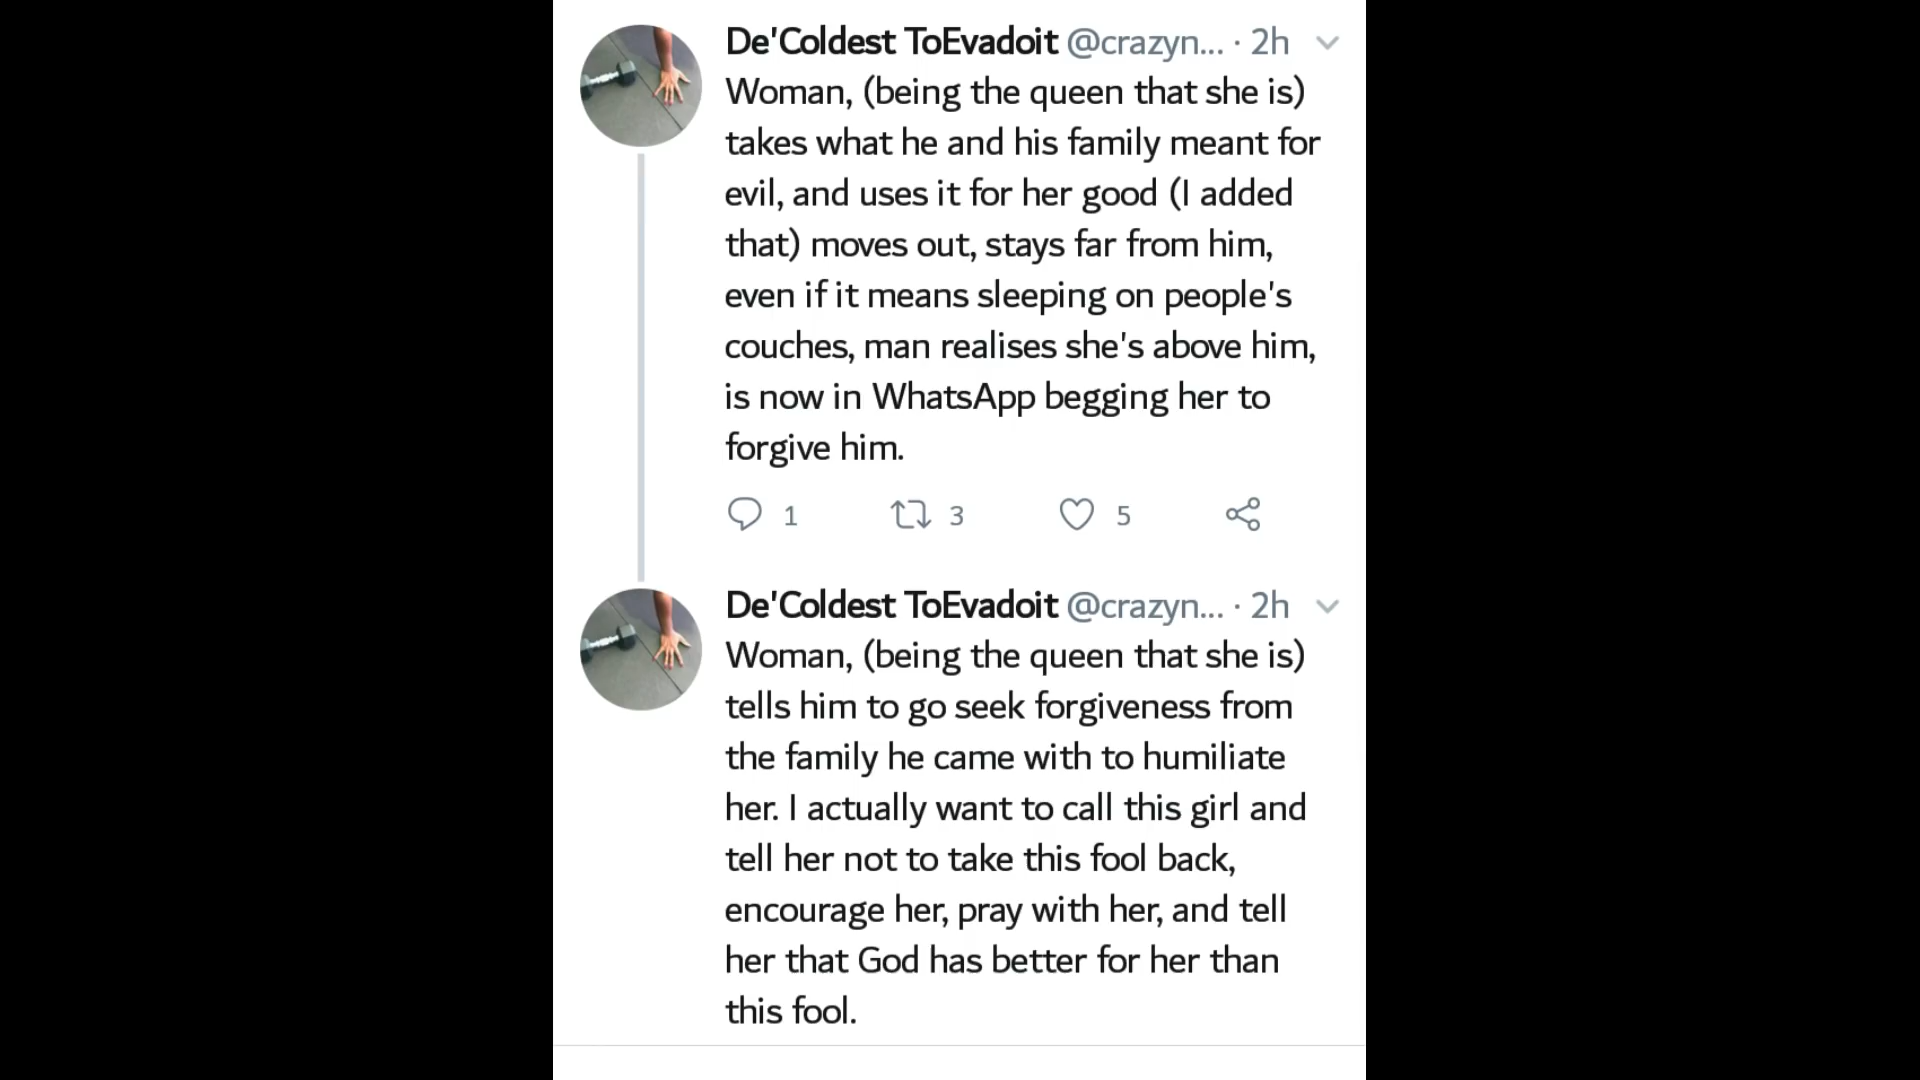 De'Coldest ToEvadoit @crazyn... · 2h
Woman, (being the queen that she is)
takes what he and his family meant for
evil, and uses it for her good (I added
that) moves out, stays far from him,
even if it means sleeping on people's
couches, man realises she's above him,
is now in WhatsApp begging her to
forgive him.
1 3 5
De'Coldest ToEvadoit @crazyn... · 2h
Woman, (being the queen that she is)
tells him to go seek forgiveness from
the family he came with to humiliate
her. I actually want to call this girl and
tell her not to take this fool back,
encourage her, pray with her, and tell
her that God has better for her than
this fool.